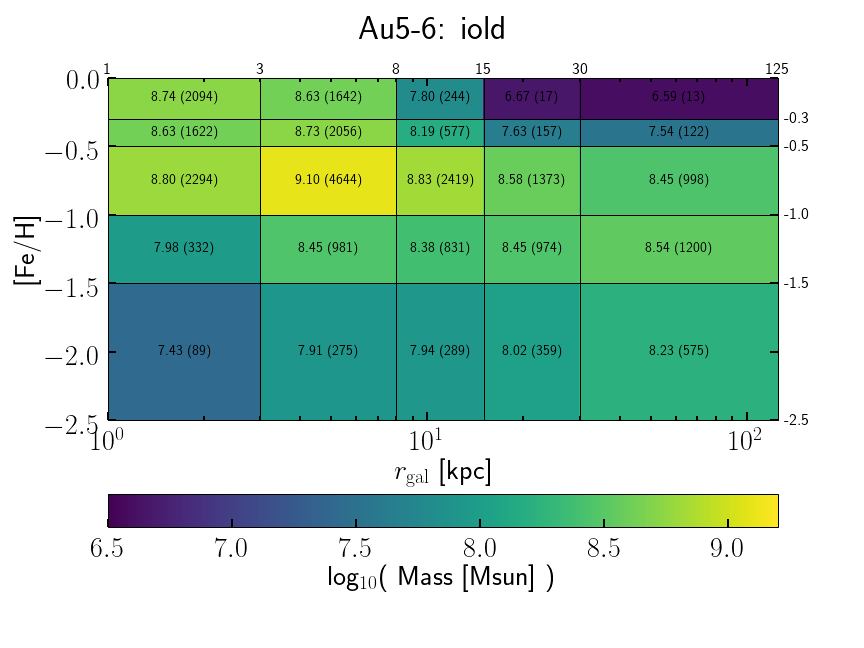 Au5-6: iold
1 3 8 15 30 125
0.0 8.74 (2094) 8.63 (1642) 7.80 (244) 6.67 (17) 6.59 (13)
-0.3
8.63 (1622) 8.73 (2056) 8.19 (577) 7.63 (157) 7.54 (122)
−0.5 -0.5
8.80 (2294) 9.10 (4644) 8.83 (2419) 8.58 (1373) 8.45 (998)
−1.0 -1.0
[Fe/H]
7.98 (332) 8.45 (981) 8.38 (831) 8.45 (974) 8.54 (1200)
−1.5 -1.5
−2.0 7.43 (89) 7.91 (275) 7.94 (289) 8.02 (359) 8.23 (575)
−2.5 -2.5
10^0 10^1 10^2
r_gal [kpc]
6.5 7.0 7.5 8.0 8.5 9.0
log_10( Mass [Msun] )